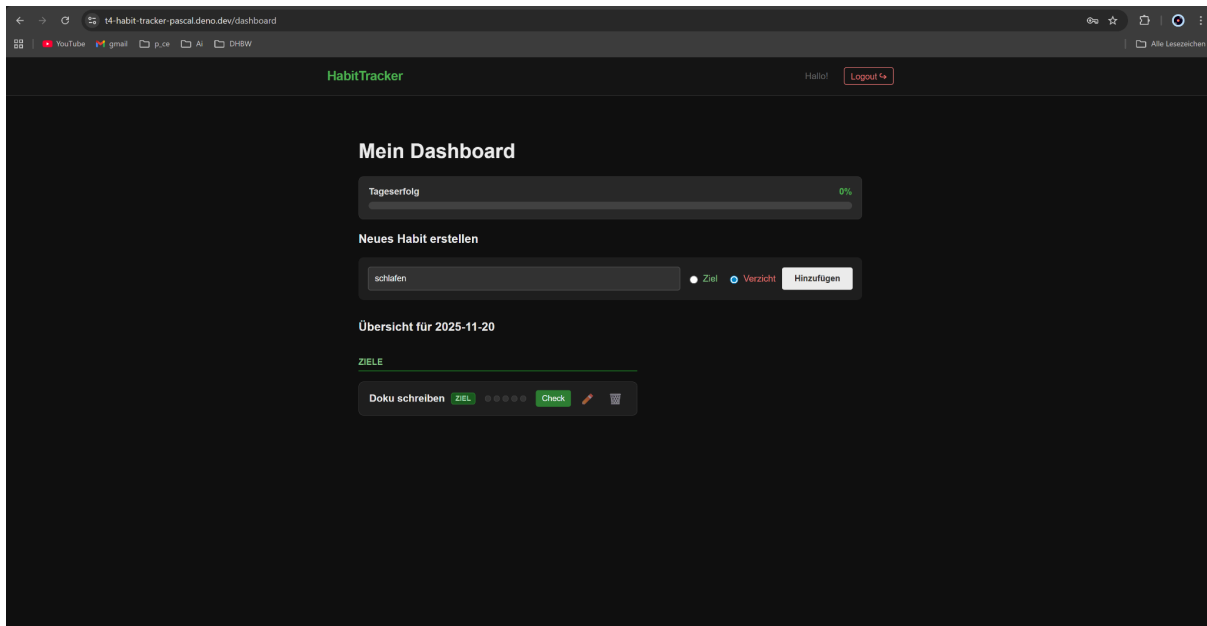 t4-habit-tracker-pascal.deno.dev/dashboard
YouTube gmail p_ce Ai DHBW Alle Lesezeichen
HabitTracker Hallo! Logout
Mein Dashboard
Tageserfolg 0%
Neues Habit erstellen
schlafen Ziel Verzicht Hinzufügen
Übersicht für 2025-11-20
ZIELE
Doku schreiben ZIEL Check